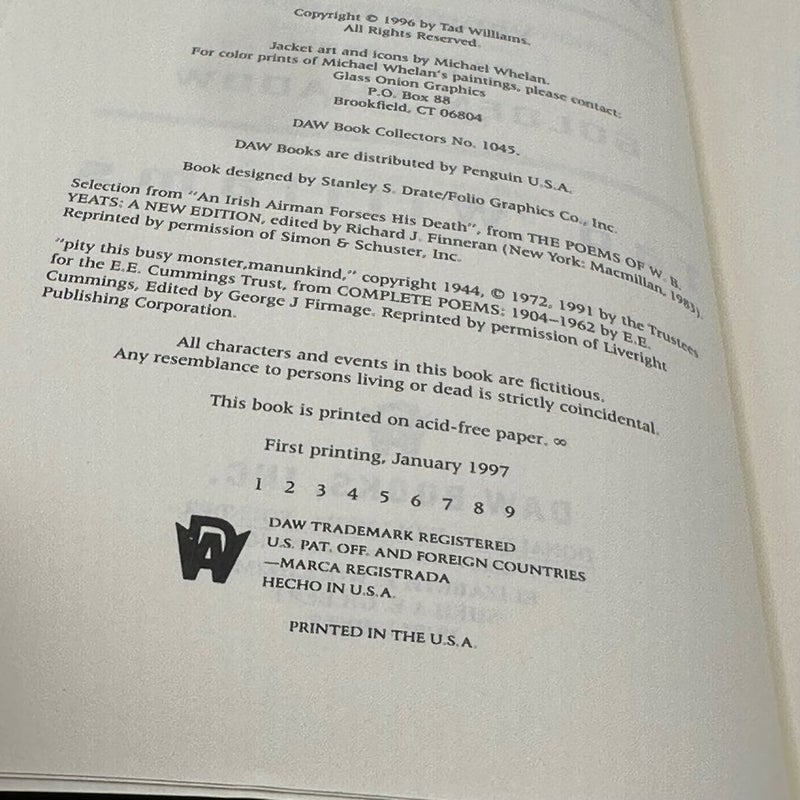 Copyright © 1996 by Tad Williams.
All Rights Reserved.
Jacket art and icons by Michael Whelan.
For color prints of Michael Whelan's paintings, please contact:
Glass Onion Graphics
P.O. Box 88
Brookfield, CT 06804
DAW Book Collectors No. 1045.
DAW Books are distributed by Penguin U.S.A.
Book designed by Stanley S. Drate/Folio Graphics Co., Inc.
Selection from "An Irish Airman Forsees His Death", from THE POEMS OF W. B.
YEATS: A NEW EDITION, edited by Richard J. Finneran (New York: Macmillan, 1983).
Reprinted by permission of Simon & Schuster, Inc.
"pity this busy monster,manunkind," copyright 1944, © 1972, 1991 by the Trustees
for the E.E. Cummings Trust, from COMPLETE POEMS: 1904–1962 by E.E.
Cummings, Edited by George J Firmage. Reprinted by permission of Liveright
Publishing Corporation.
All characters and events in this book are fictitious.
Any resemblance to persons living or dead is strictly coincidental.
This book is printed on acid-free paper. ∞
First printing, January 1997
1 2 3 4 5 6 7 8 9
DAW
DAW TRADEMARK REGISTERED
U.S. PAT. OFF. AND FOREIGN COUNTRIES
—MARCA REGISTRADA
HECHO IN U.S.A.
PRINTED IN THE U.S.A.